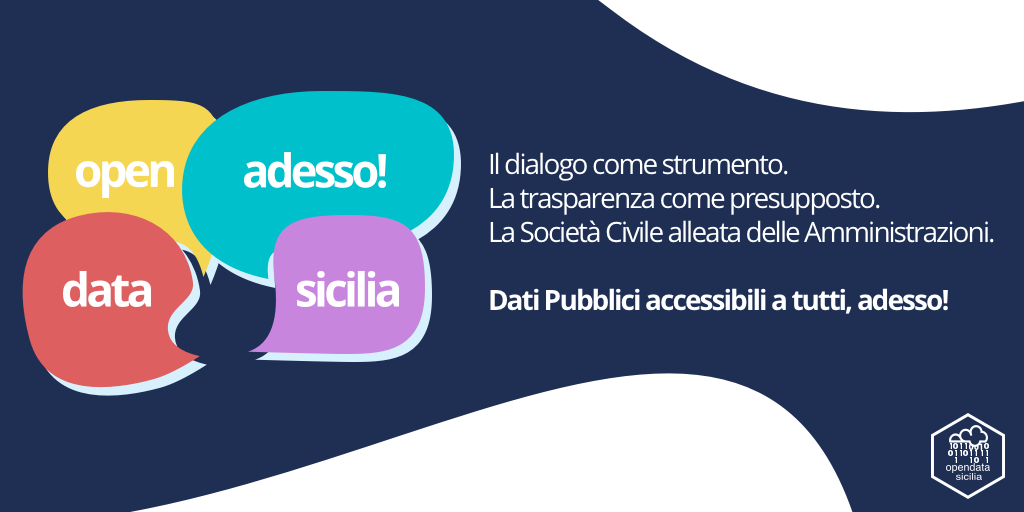 open
adesso!
data
sicilia
Il dialogo come strumento.
La trasparenza come presupposto.
La Società Civile alleata delle Amministrazioni.
Dati Pubblici accessibili a tutti, adesso!
opendata
sicilia